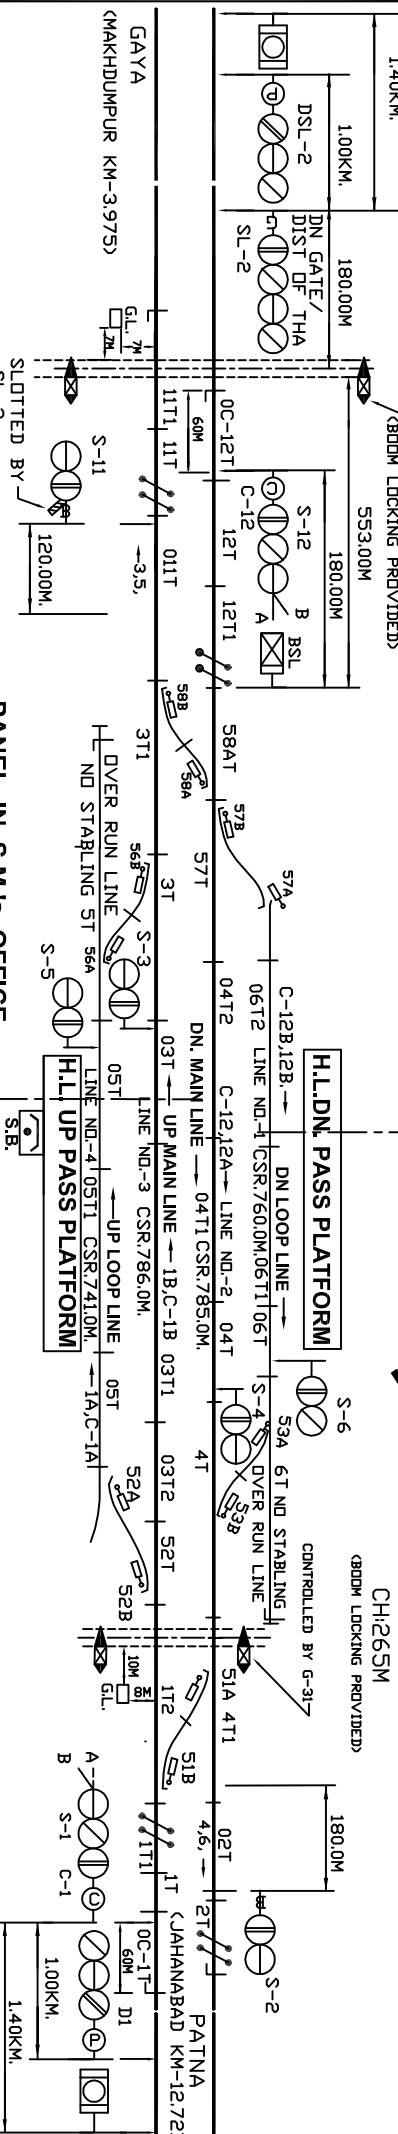 1.40KM.
1.00KM.
180.00M
DSL-2
DN GATE/
DIST OF THA
SL-2
(BOOM LOCKING PROVIDED)
553.00M
180.00M
S-12
C-12
B
A
BSL
GAYA
(MAKHDUMPUR KM-3.975)
G.L.
7M
7M
SLOTTED BY
S-11
120.00M.
60M
0C-12T
12T
12T1
11T1
11T
011T
←3,5,
58B
58A
58AT
57B
57A
57T
3T1
3T
OVER RUN LINE
NO STABLING 5T
56B
56A
S-3
S-5
PANEL IN S.M's OFFICE
H.L.DN. PASS PLATFORM
C-12B,12B.→
DN LOOP LINE →
06T2
LINE NO.-1
CSR.760.0M.
06T1
06T
04T2
C-12,12A→
LINE NO.-2
04T
DN. MAIN LINE →
04T1
CSR.785.0M.
4T
03T
← UP MAIN LINE
←1B,C-1B
03T1
03T2
52T
LINE NO.-3
CSR.786.0M.
05T
← UP LOOP LINE
05T
LINE NO.-4
05T1
CSR.741.0M.
←1A,C-1A
H.L. UP PASS PLATFORM
S.B.
S-6
S-4
53A
53B
6T NO STABLING
OVER RUN LINE
52A
52B
CH:265M
(BOOM LOCKING PROVIDED)
CONTROLLED BY G-31
10M
8M
G.L.
1T2
51A
4T1
51B
180.0M
02T
4,6, →
2T
S-2
A
B
S-1
C-1
1T1
1T
0C-1T
60M
D1
1.00KM.
1.40KM.
PATNA
(JAHANABAD KM-12.72